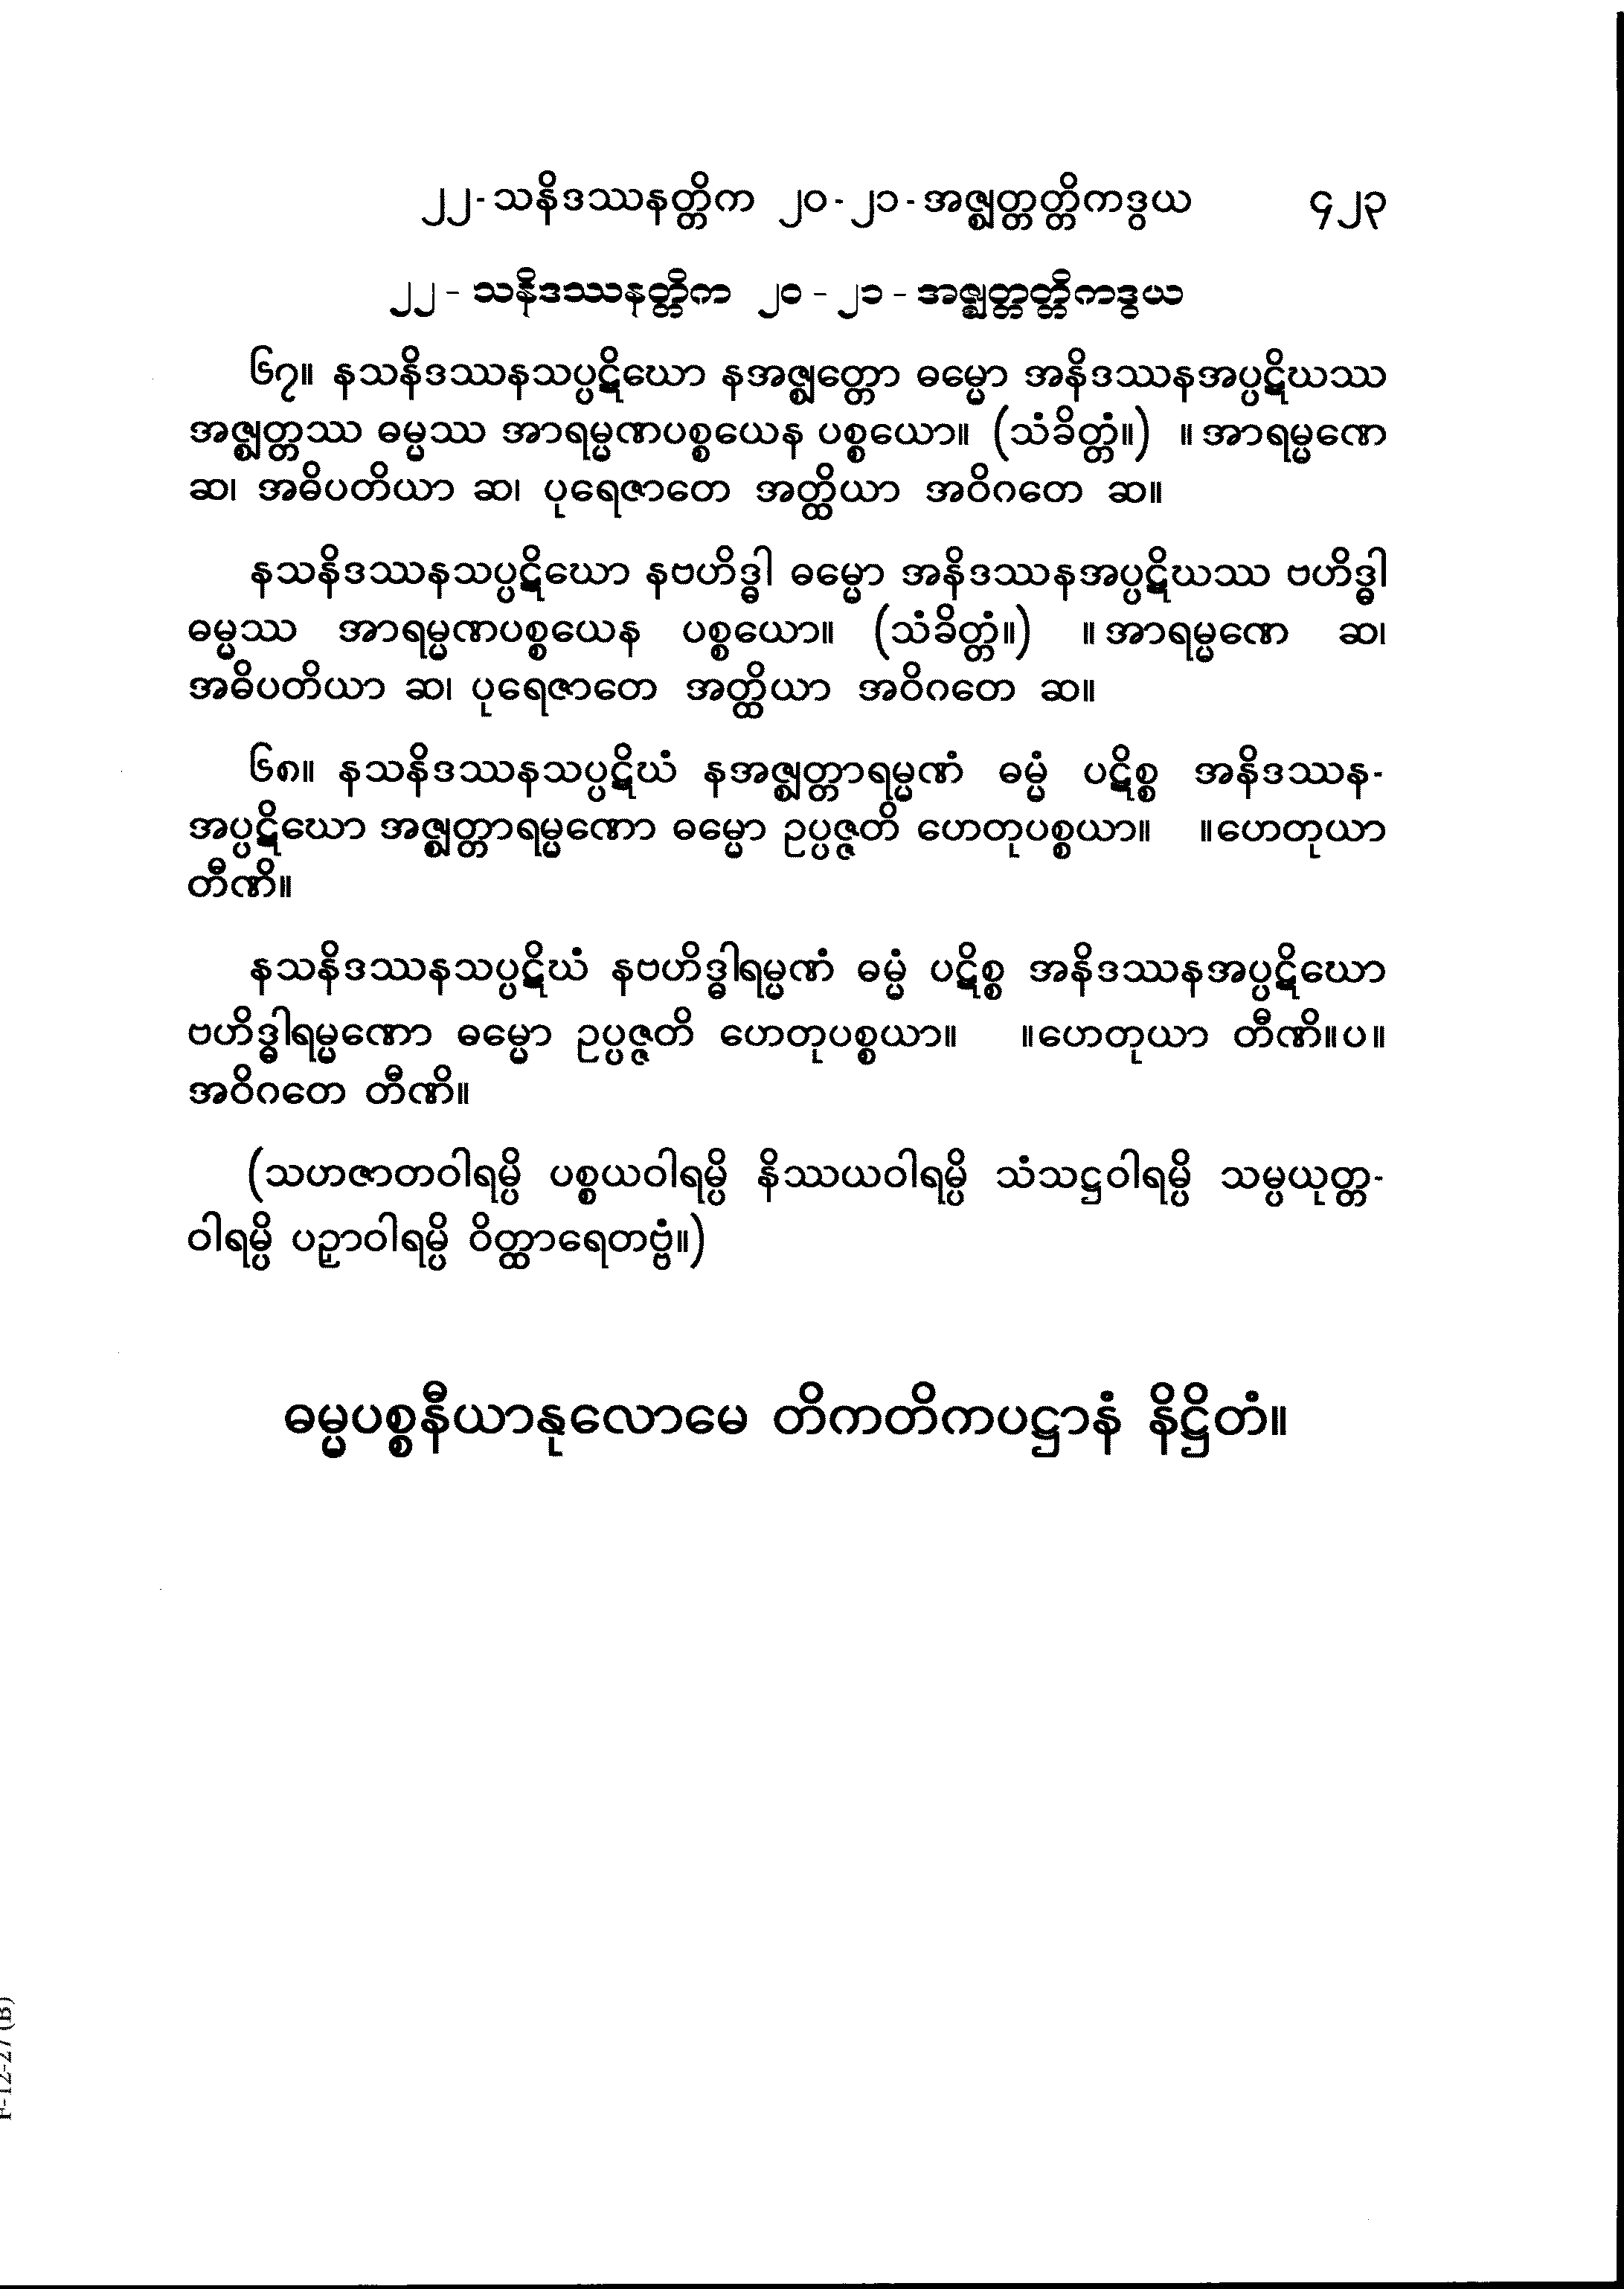 ၂၂-သနိဒဿနတ္တိက ၂၀-၂၁-အဇ္ဈတ္တတ္တိကဒွယ ၄၂၃
၂၂ - သနိဒဿနတ္တိက ၂၀ - ၂၁ - အဇ္ဈတ္တတ္တိကဒွယ
၆၇။ နသနိဒဿနသပ္ပဋိဃော နအဇ္ဈတ္တော ဓမ္မော အနိဒဿနအပ္ပဋိဃဿ
အဇ္ဈတ္တဿ ဓမ္မဿ အာရမ္မဏပစ္စယေန ပစ္စယော။ (သံခိတ္တံ။) ။အာရမ္မဏေ
ဆ၊ အဓိပတိယာ ဆ၊ ပုရေဇာတေ အတ္ထိယာ အဝိဂတေ ဆ။
နသနိဒဿနသပ္ပဋိဃော နဗဟိဒ္ဓါ ဓမ္မော အနိဒဿနအပ္ပဋိဃဿ ဗဟိဒ္ဓါ
ဓမ္မဿ အာရမ္မဏပစ္စယေန ပစ္စယော။ (သံခိတ္တံ။) ။အာရမ္မဏေ ဆ၊
အဓိပတိယာ ဆ၊ ပုရေဇာတေ အတ္ထိယာ အဝိဂတေ ဆ။
၆၈။ နသနိဒဿနသပ္ပဋိဃံ နအဇ္ဈတ္တာရမ္မဏံ ဓမ္မံ ပဋိစ္စ အနိဒဿန-
အပ္ပဋိဃော အဇ္ဈတ္တာရမ္မဏော ဓမ္မော ဥပ္ပဇ္ဇတိ ဟေတုပစ္စယာ။ ။ဟေတုယာ
တီဏိ။
နသနိဒဿနသပ္ပဋိဃံ နဗဟိဒ္ဓါရမ္မဏံ ဓမ္မံ ပဋိစ္စ အနိဒဿနအပ္ပဋိဃော
ဗဟိဒ္ဓါရမ္မဏော ဓမ္မော ဥပ္ပဇ္ဇတိ ဟေတုပစ္စယာ။ ။ဟေတုယာ တီဏိ။ပ။
အဝိဂတေ တီဏိ။
(သဟဇာတဝါရမ္ပိ ပစ္စယဝါရမ္ပိ နိဿယဝါရမ္ပိ သံသဋ္ဌဝါရမ္ပိ သမ္ပယုတ္တ-
ဝါရမ္ပိ ပဉှာဝါရမ္ပိ ဝိတ္ထာရေတဗ္ဗံ။)
ဓမ္မပစ္စနီယာနုလောမေ တိကတိကပဋ္ဌာနံ နိဋ္ဌိတံ။
F-12-27 (B)